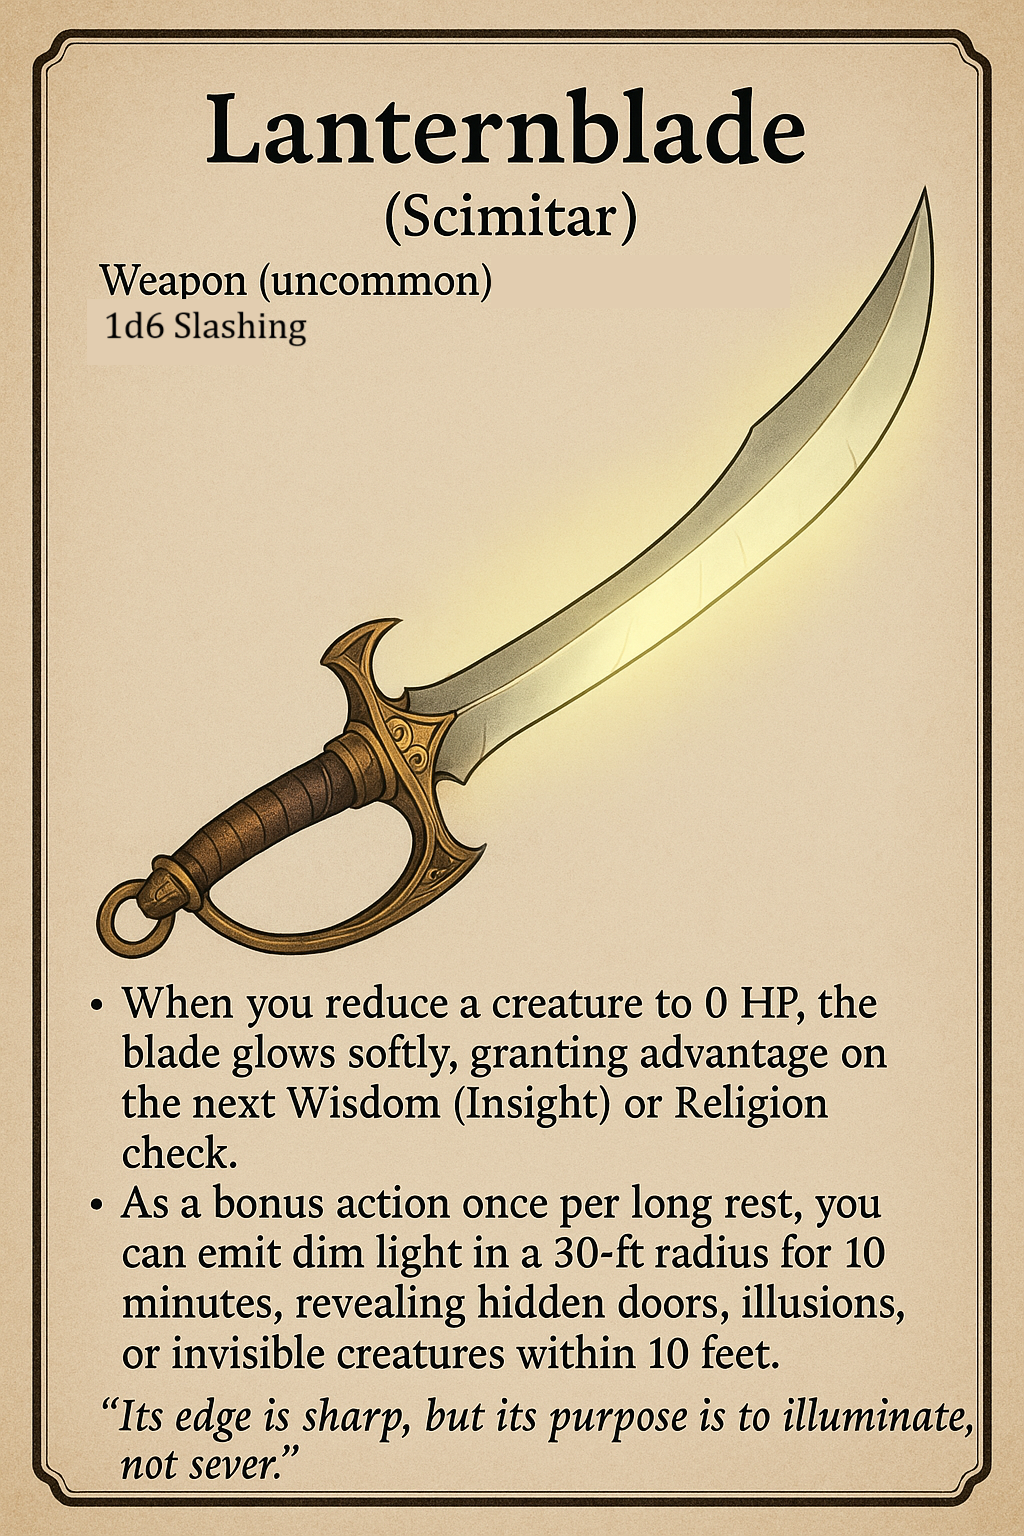 Lanternblade
(Scimitar)
Weapon (uncommon)
1d6 Slashing
• When you reduce a creature to 0 HP, the
blade glows softly, granting advantage on
the next Wisdom (Insight) or Religion
check.
• As a bonus action once per long rest, you
can emit dim light in a 30-ft radius for 10
minutes, revealing hidden doors, illusions,
or invisible creatures within 10 feet.
“Its edge is sharp, but its purpose is to illuminate,
not sever.”